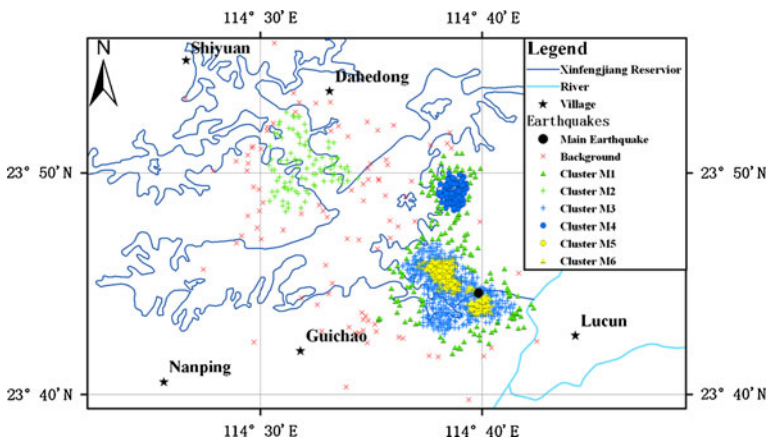 114° 30′ E
114° 40′ E
N
Shiyuan
Dahedong
Legend
Xinfengjiang Reservior
River
Village
Earthquakes
Main Earthquake
Background
Cluster M1
Cluster M2
Cluster M3
Cluster M4
Cluster M5
Cluster M6
23° 50′ N
23° 50′ N
Lucun
Guichao
Nanping
23° 40′ N
23° 40′ N
114° 30′ E
114° 40′ E